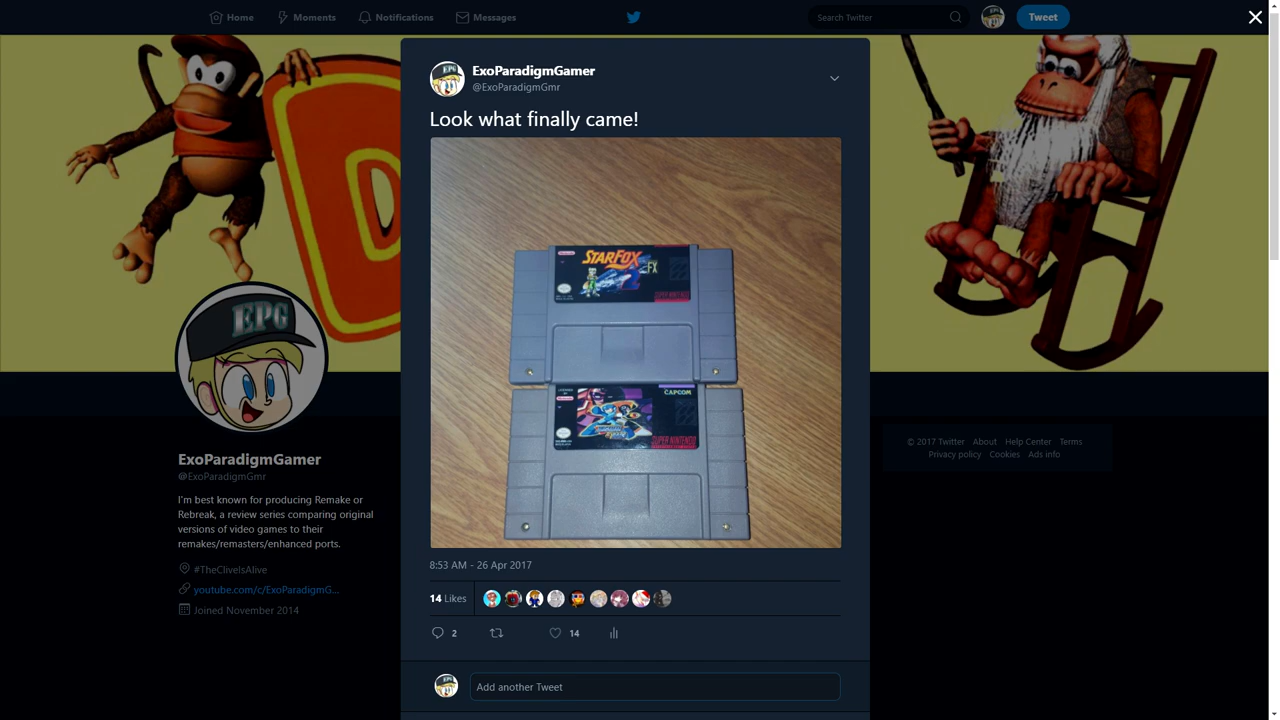 Home
Moments
Notifications
Messages
Search Twitter
Tweet
ExoParadigmGamer
@ExoParadigmGmr
Look what finally came!
STARFOX
2
FX
SUPER NINTENDO
CAPCOM
SUPER NINTENDO
8:53 AM - 26 Apr 2017
14 Likes
2
14
Add another Tweet
D
EPG
ExoParadigmGamer
@ExoParadigmGmr
I'm best known for producing Remake or
Rebreak, a review series comparing original
versions of video games to their
remakes/remasters/enhanced ports.
#TheCliveIsAlive
youtube.com/c/ExoParadigmG...
Joined November 2014
© 2017 Twitter About Help Center Terms
Privacy policy Cookies Ads info